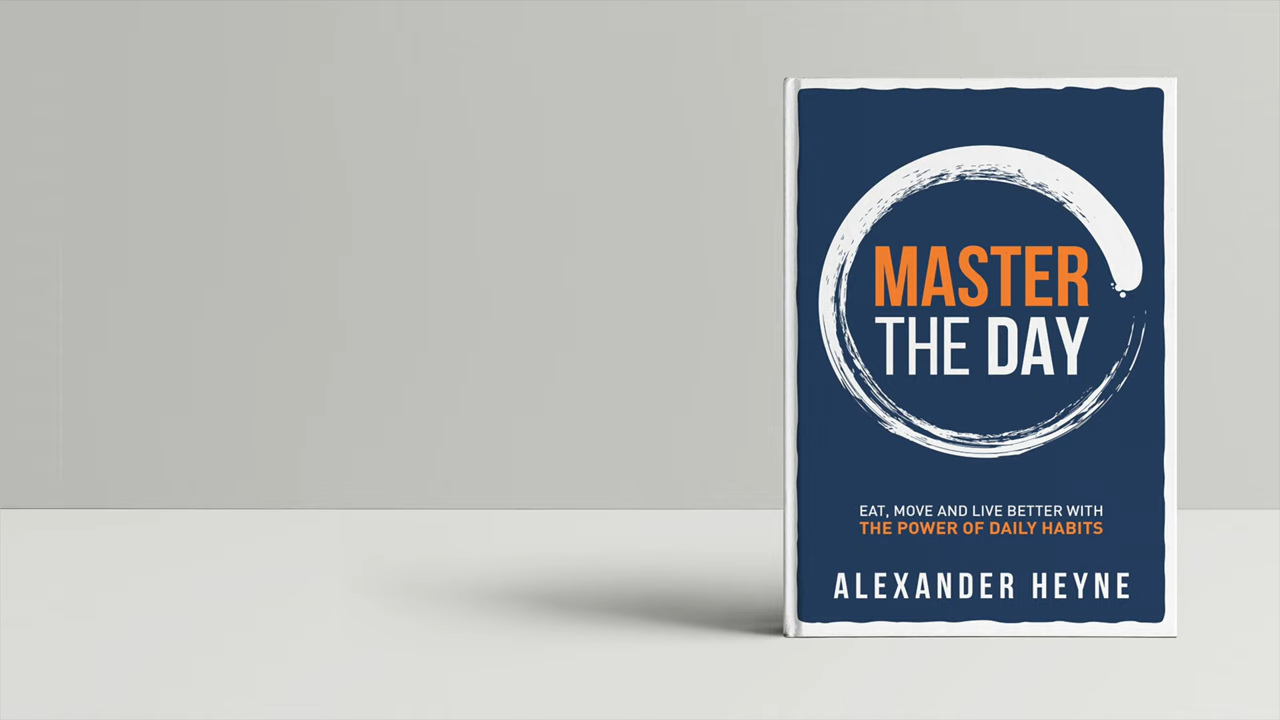 MASTER
THE DAY
EAT, MOVE AND LIVE BETTER WITH
THE POWER OF DAILY HABITS
ALEXANDER HEYNE